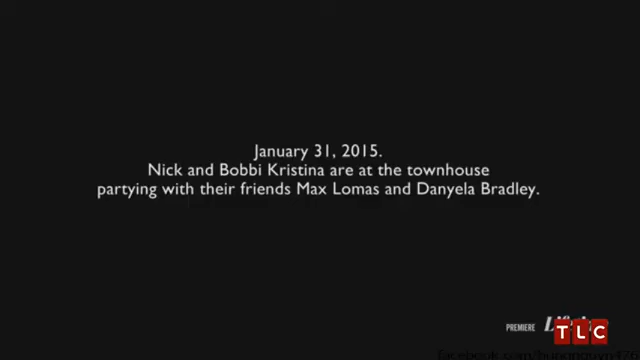 January 31, 2015.
Nick and Bobbi Kristina are at the townhouse
partying with their friends Max Lomas and Danyela Bradley.
PREMIERE
TLC